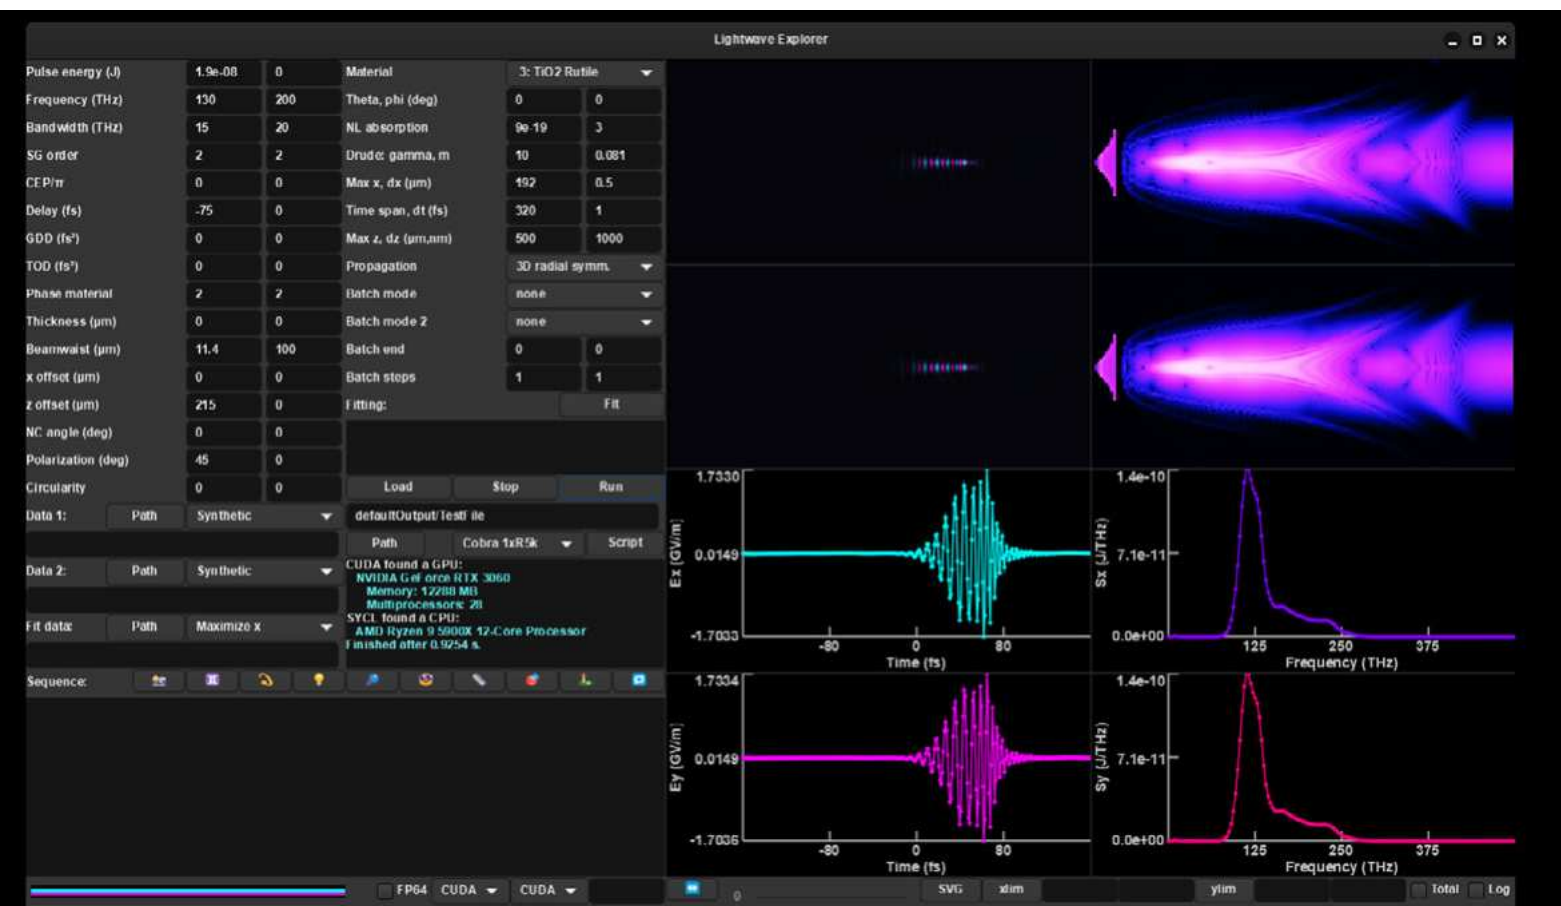 Lightwave Explorer
Pulse energy (J) 1.9e-08 0 Material 3: TiO2 Rutile
Frequency (THz) 130 200 Theta, phi (deg) 0 0
Bandwidth (THz) 15 20 NL absorption 9e-19 3
SG order 2 2 Drude: gamma, m 10 0.081
CEP/π 0 0 Max x, dx (μm) 192 0.5
Delay (fs) -75 0 Time span, dt (fs) 320 1
GDD (fs²) 0 0 Max z, dz (μm,nm) 500 1000
TOD (fs³) 0 0 Propagation 3D radial symm.
Phase material 2 2 Batch mode none
Thickness (μm) 0 0 Batch mode 2 none
Beamwaist (μm) 11.4 100 Batch end 0 0
x offset (μm) 0 0 Batch steps 1 1
z offset (μm) 215 0 Fitting: Fit
NC angle (deg) 0 0
Polarization (deg) 45 0
Circularity 0 0 Load Stop Run
Data 1: Path Synthetic defaultOutput/TestFile
Path Cobra 1xR5k Script
Data 2: Path Synthetic
CUDA found a GPU:
NVIDIA GeForce RTX 3060
Memory: 12288 MB
Multiprocessors: 28
SYCL found a CPU:
AMD Ryzen 9 5900X 12-Core Processor
Finished after 0.9254 s.
Fit data: Path Maximize x
Sequence:
FP64 CUDA CUDA
1.7330
0.0149
-1.7033
Ex (GV/m)
-80 0 80
Time (fs)
1.4e-10
7.1e-11
0.0e+00
Sx (J/THz)
125 250 375
Frequency (THz)
1.7334
0.0149
-1.7036
Ey (GV/m)
-80 0 80
Time (fs)
1.4e-10
7.1e-11
0.0e+00
Sy (J/THz)
125 250 375
Frequency (THz)
0 SVG xlim ylim Total Log